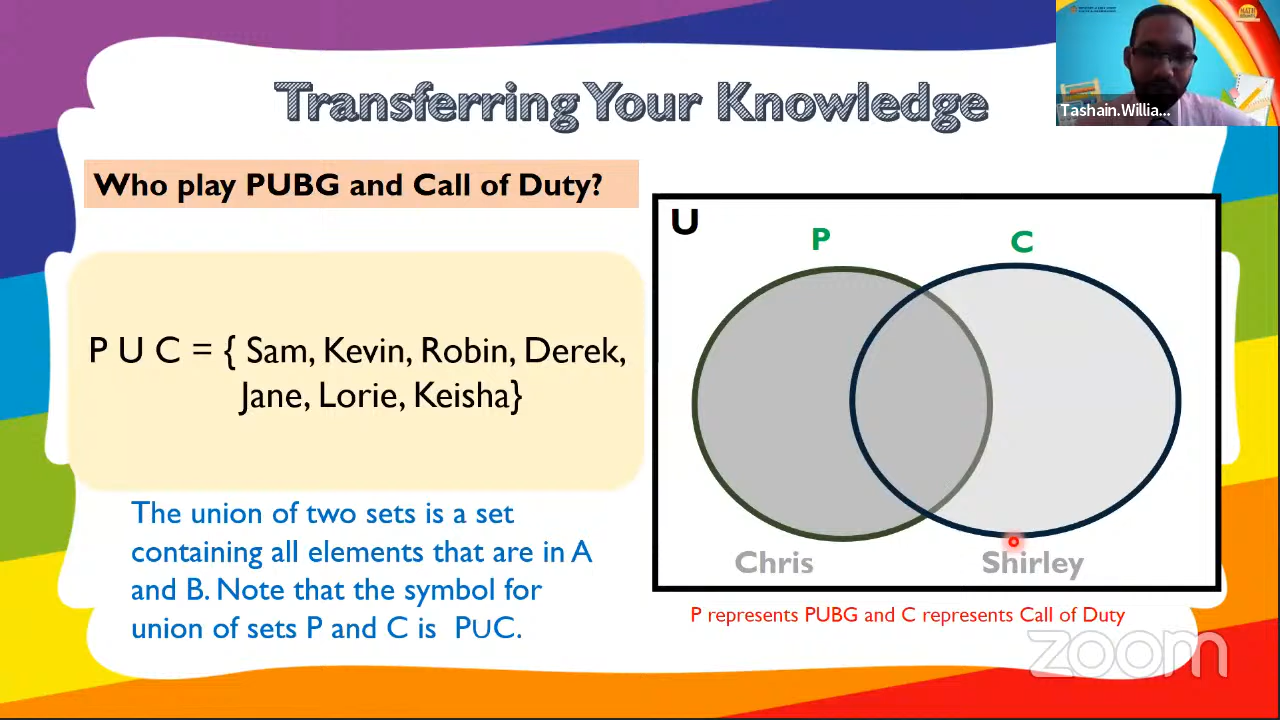 Transferring Your Knowledge
Tashain.Willia...
Who play PUBG and Call of Duty?
P U C = { Sam, Kevin, Robin, Derek,
Jane, Lorie, Keisha}
The union of two sets is a set
containing all elements that are in A
and B. Note that the symbol for
union of sets P and C is P∪C.
U
P
C
Chris
Shirley
P represents PUBG and C represents Call of Duty
zoom